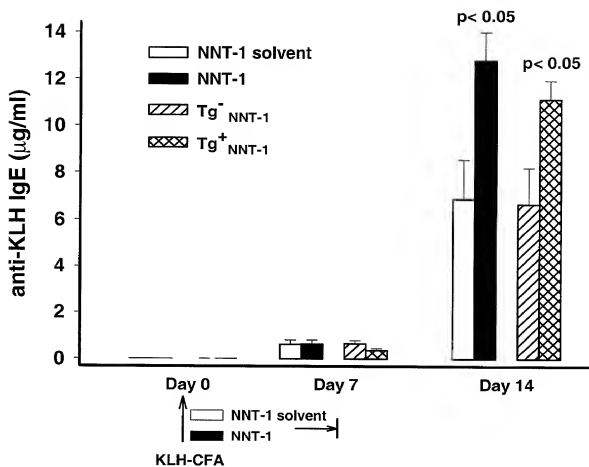 p< 0.05
p< 0.05
NNT-1 solvent
NNT-1
Tg⁻NNT-1
Tg⁺NNT-1
anti-KLH IgE (μg/ml)
14
12
10
8
6
4
2
0
Day 0
Day 7
Day 14
NNT-1 solvent
NNT-1
KLH-CFA